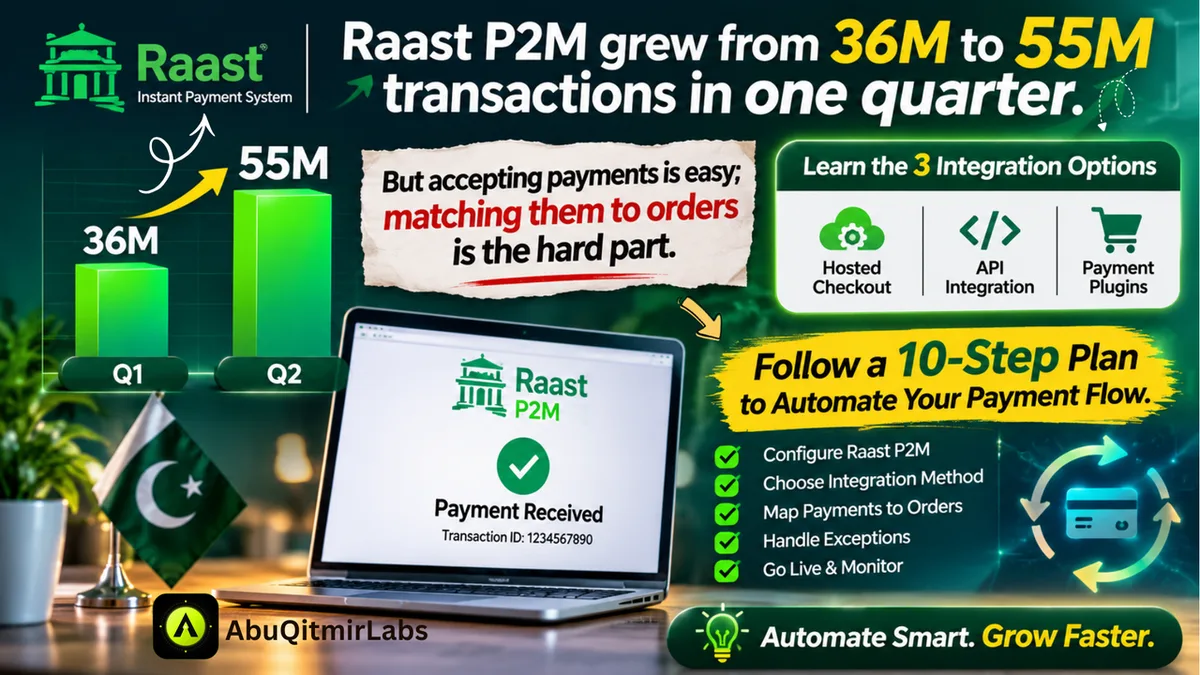 Raast
Instant Payment System
Raast P2M grew from 36M to 55M
transactions in one quarter.
36M
55M
Q1
Q2
But accepting payments is easy;
matching them to orders
is the hard part.
Learn the 3 Integration Options
Hosted
Checkout
</>
API
Integration
Payment
Plugins
Raast
P2M
Payment Received
Transaction ID: 1234567890
Follow a 10-Step Plan
to Automate Your Payment Flow.
Configure Raast P2M
Choose Integration Method
Map Payments to Orders
Handle Exceptions
Go Live & Monitor
AbuQitmirLabs
Automate Smart. Grow Faster.